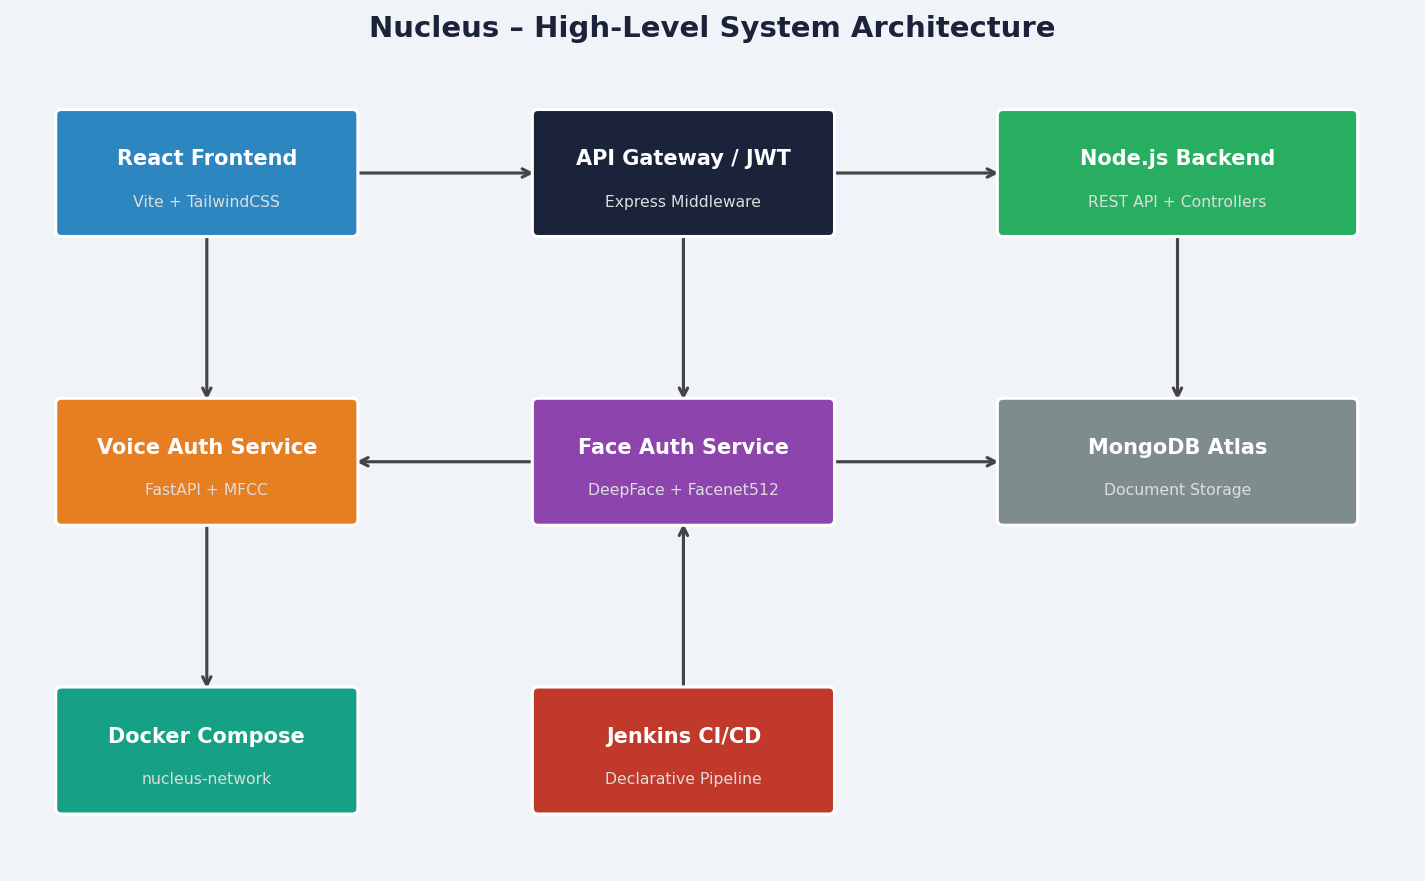 Nucleus – High-Level System Architecture
React Frontend
Vite + TailwindCSS
API Gateway / JWT
Express Middleware
Node.js Backend
REST API + Controllers
Voice Auth Service
FastAPI + MFCC
Face Auth Service
DeepFace + Facenet512
MongoDB Atlas
Document Storage
Docker Compose
nucleus-network
Jenkins CI/CD
Declarative Pipeline